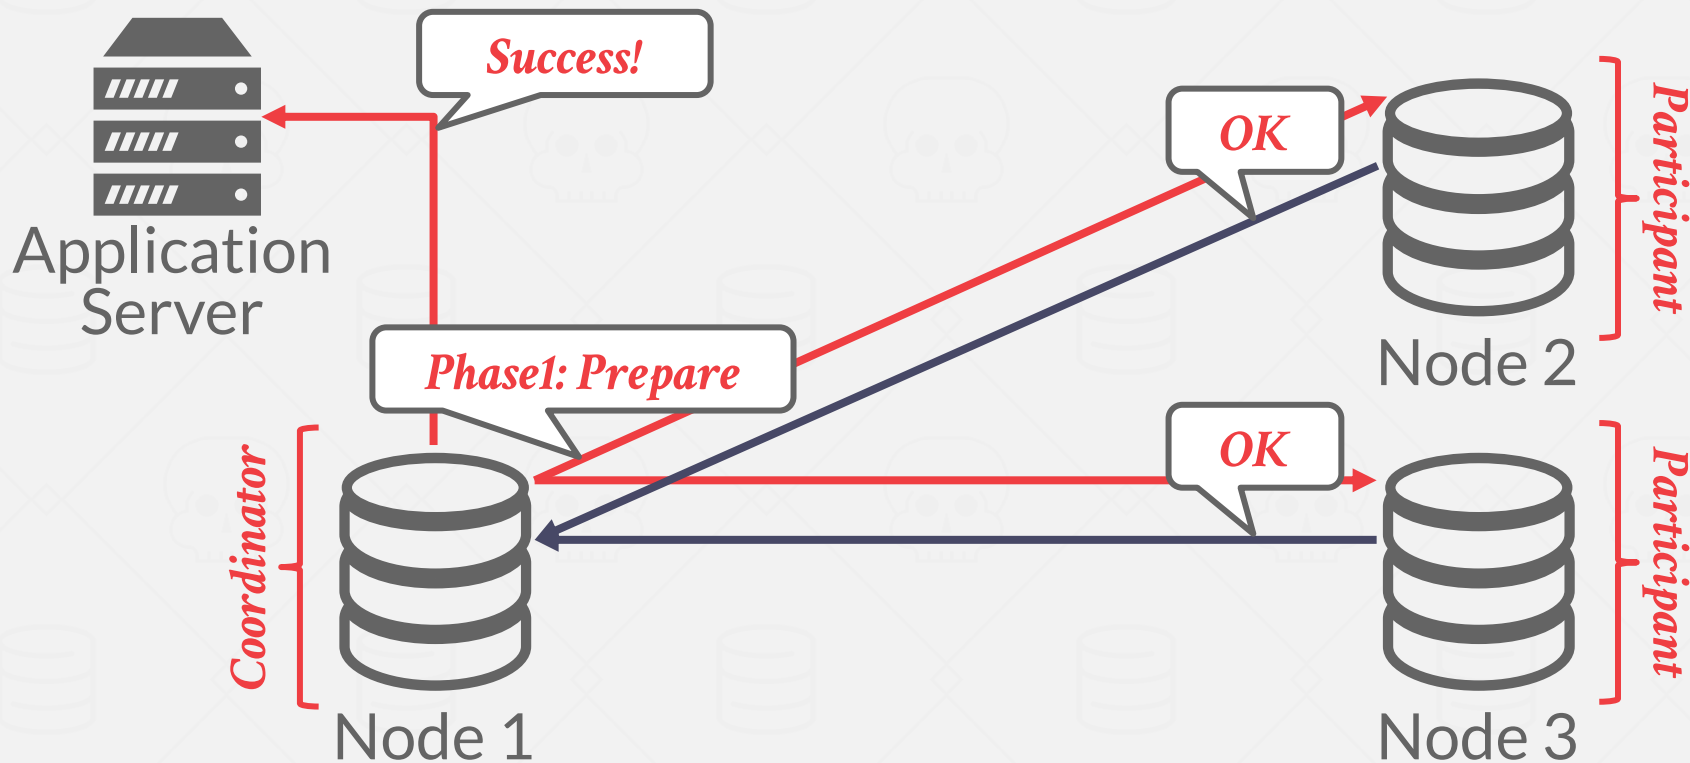 Success!
OK
Participant
Application
Server
Node 2
Phase1: Prepare
OK
Coordinator
Participant
Node 1
Node 3